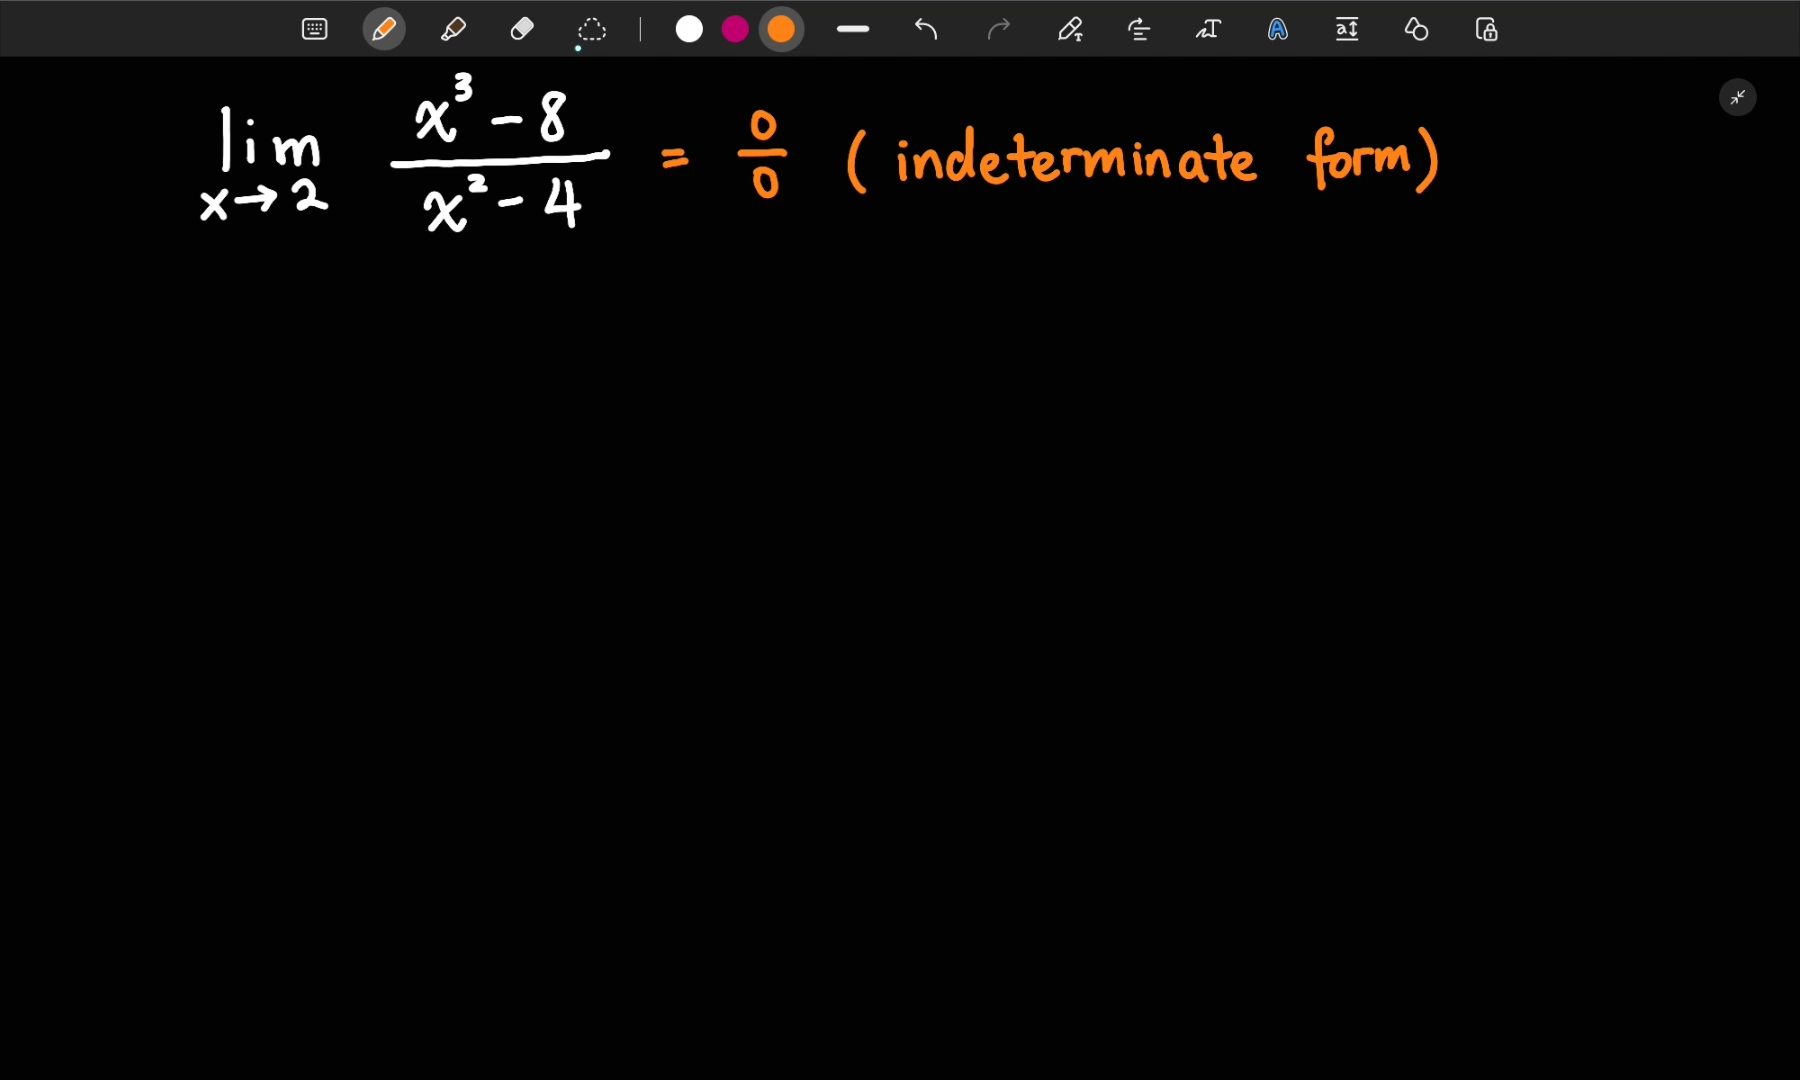 lim x→2 (x³ - 8)/(x² - 4) = 0/0 (indeterminate form)